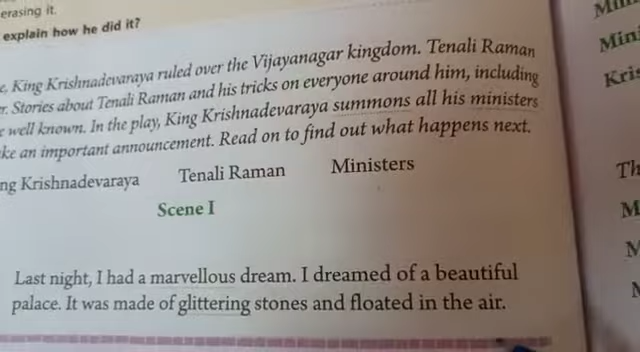 erasing it.
explain how he did it?
King Krishnadevaraya ruled over the Vijayanagar kingdom. Tenali Raman
Stories about Tenali Raman and his tricks on everyone around him, including
well known. In the play, King Krishnadevaraya summons all his ministers
an important announcement. Read on to find out what happens next.
Krishnadevaraya Tenali Raman Ministers
Scene I
Last night, I had a marvellous dream. I dreamed of a beautiful
palace. It was made of glittering stones and floated in the air.
Mini
Kris
Th
M
M